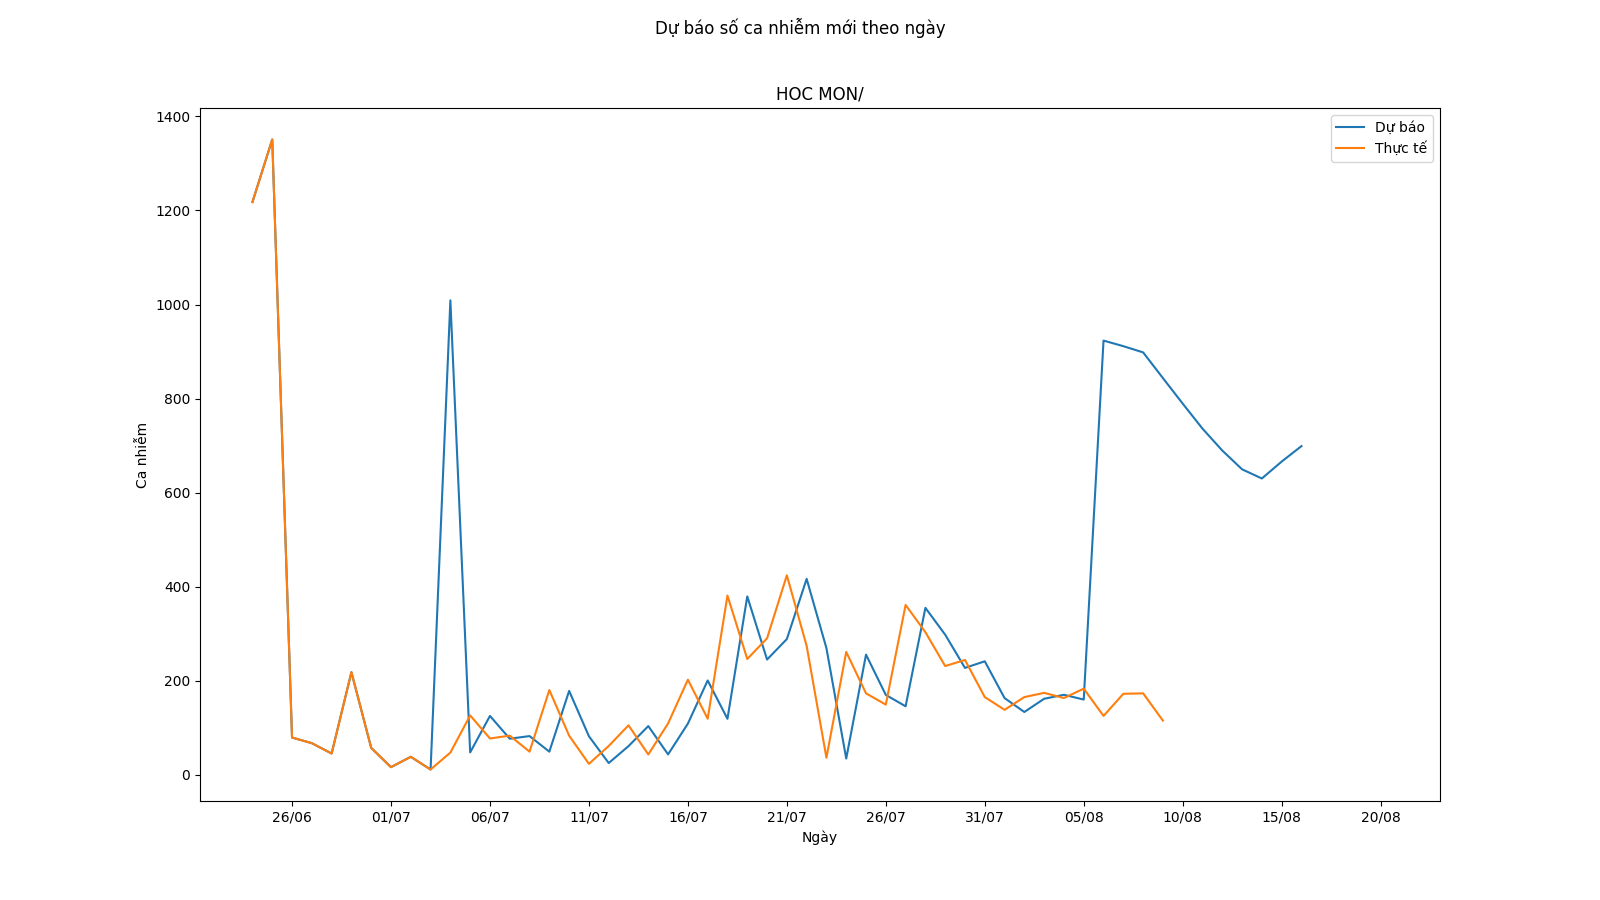 Dự báo số ca nhiễm mới theo ngày
HOC MON/
Dự báo
Thực tế
1400
1200
1000
800
600
400
200
0
Ca nhiễm
26/06 01/07 06/07 11/07 16/07 21/07 26/07 31/07 05/08 10/08 15/08 20/08
Ngày